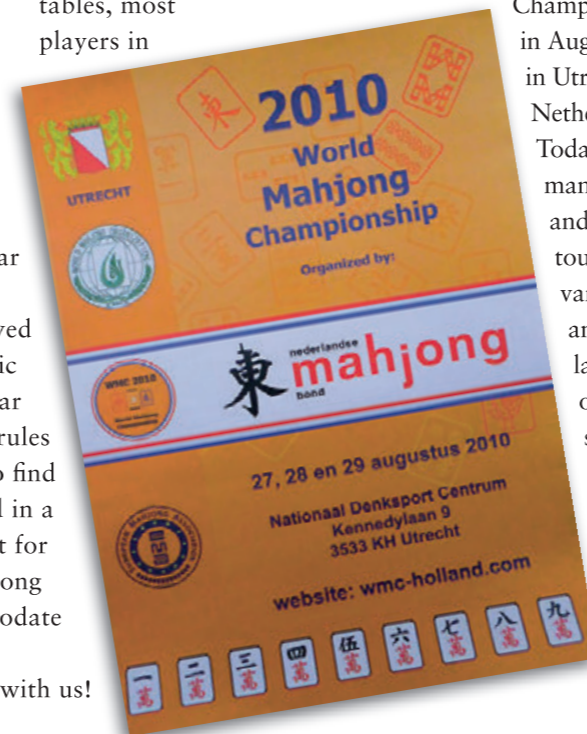 tables, most
players in
ar
ved
ic
ar
rules
o find
l in a
t for
ong
odate
with us!
UTRECHT
東
2010
World
Mahjong
Championship
Organized by:
WMC 2010
東
nederlandse
mahjong
bond
27, 28 en 29 augustus 2010
Nationaal Denksport Centrum
Kennedylaan 9
3533 KH Utrecht
website: wmc-holland.com
一 二 三 四 伍 六 七 八 九
萬 萬 萬 萬 萬 萬 萬 萬 萬
Champ
in Aug
in Utr
Nethe
Toda
man
and
tou
va
an
la
o
s